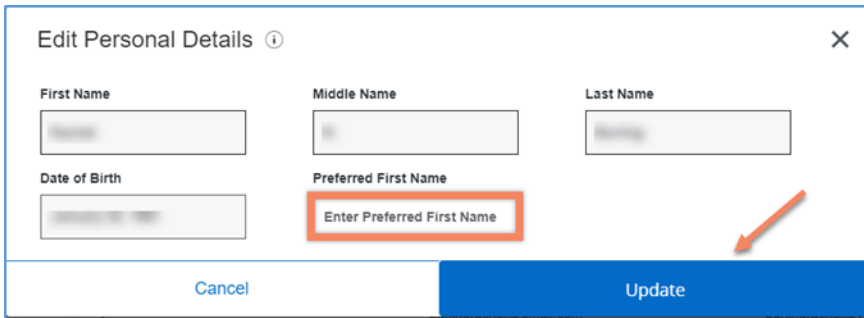 Edit Personal Details
First Name Middle Name Last Name
Date of Birth Preferred First Name
Enter Preferred First Name
Cancel Update